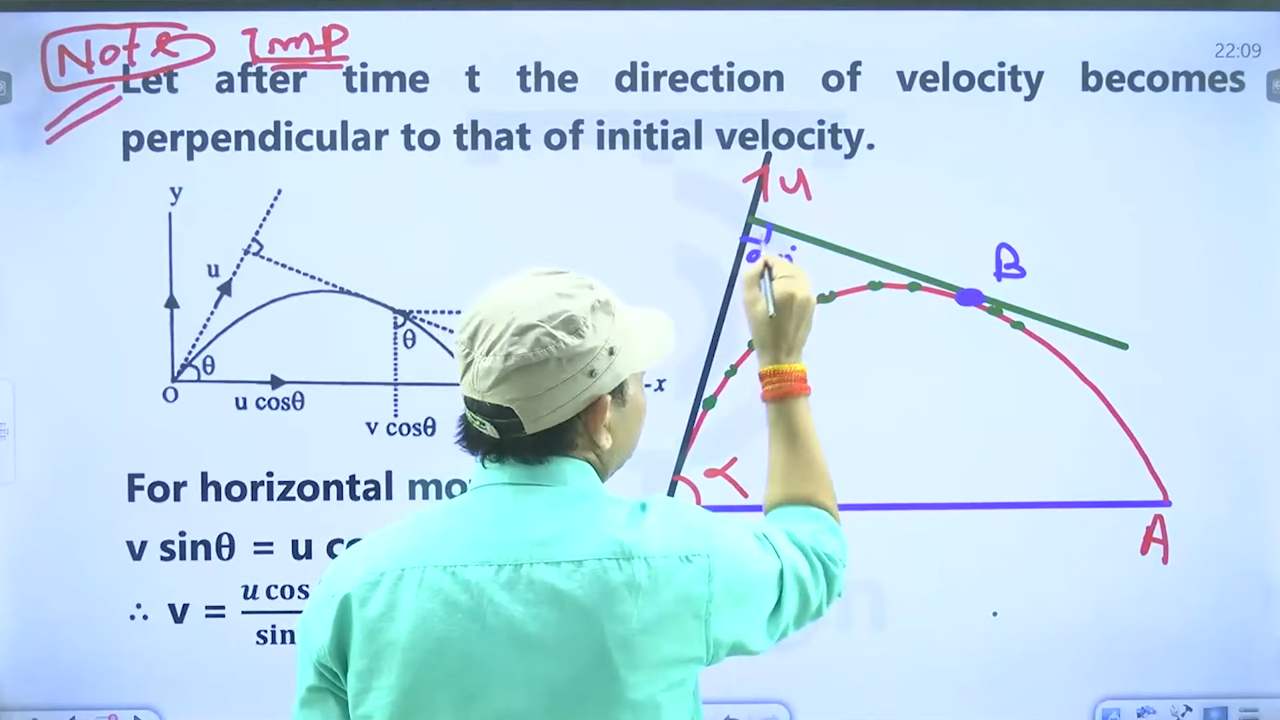 Note Imp
22:09
Let after time t the direction of velocity becomes
perpendicular to that of initial velocity.
y
u
θ
θ
O
u cosθ
v cosθ
-x
u
B
α
A
For horizontal
v sinθ = u
∴ v = u cos
sin